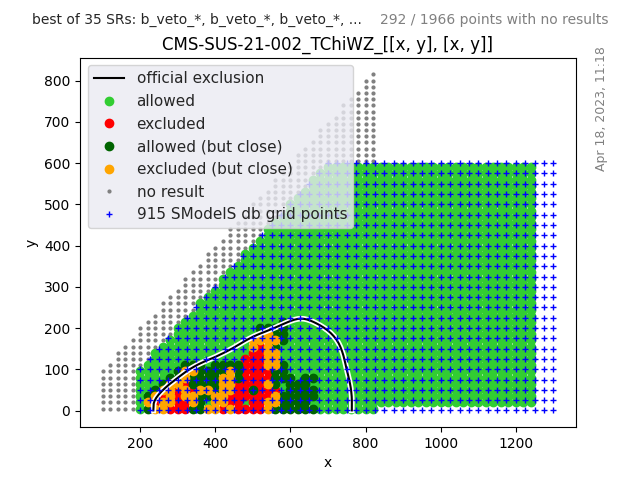 best of 35 SRs: b_veto_*, b_veto_*, b_veto_*, ...    292 / 1966 points with no results
CMS-SUS-21-002_TChiWZ_[[x, y], [x, y]]
Apr 18, 2023, 11:18
official exclusion
allowed
excluded
allowed (but close)
excluded (but close)
no result
915 SModelS db grid points
800
700
600
500
400
300
200
100
0
y
200 400 600 800 1000 1200
x